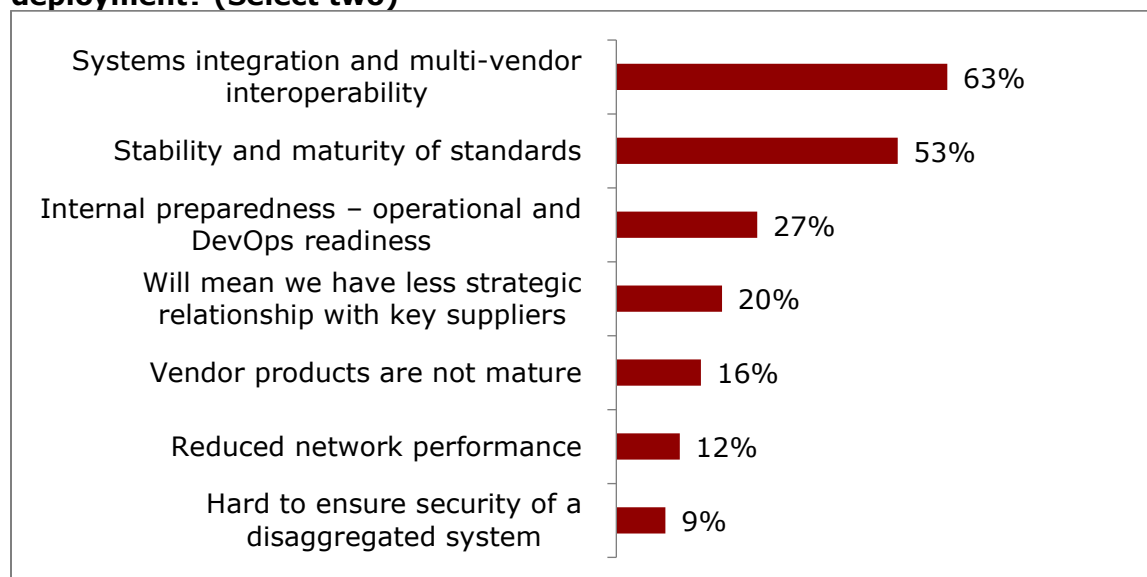 deployment? (Select two)
Systems integration and multi-vendor
interoperability
63%
Stability and maturity of standards
53%
Internal preparedness – operational and
DevOps readiness
27%
Will mean we have less strategic
relationship with key suppliers
20%
Vendor products are not mature
16%
Reduced network performance
12%
Hard to ensure security of a
disaggregated system
9%